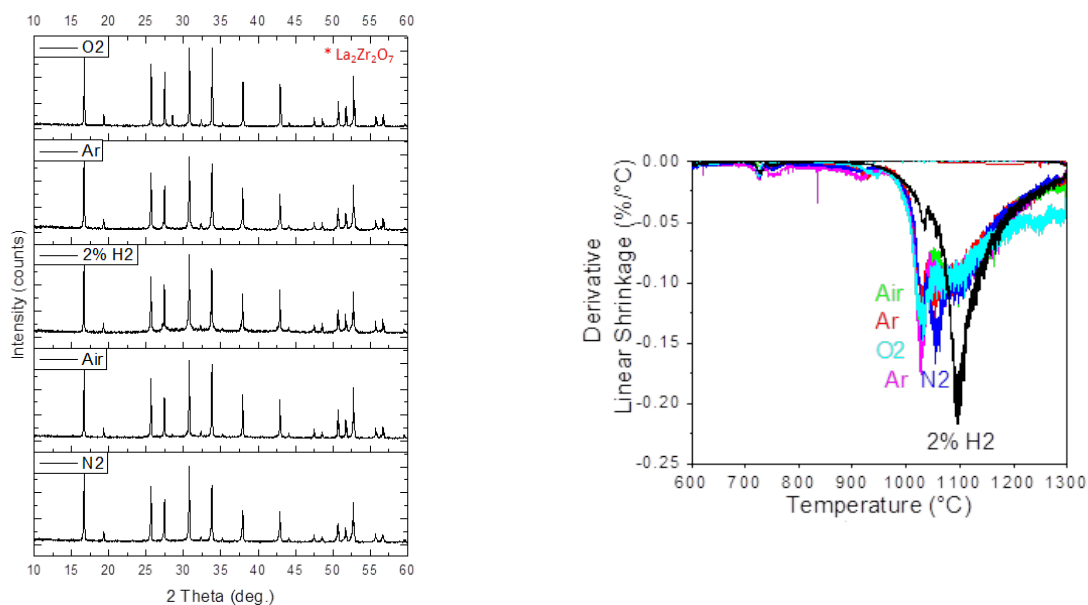 10 15 20 25 30 35 40 45 50 55 60
O2
* La₂Zr₂O₇
Ar
2% H2
Air
N2
Intensity (counts)
10 15 20 25 30 35 40 45 50 55 60
2 Theta (deg.)
0.00
-0.05
-0.10
-0.15
-0.20
-0.25
Derivative
Linear Shrinkage (%/°C)
Air
Ar
O2
Ar N2
2% H2
600 700 800 900 1000 1100 1200 1300
Temperature (°C)